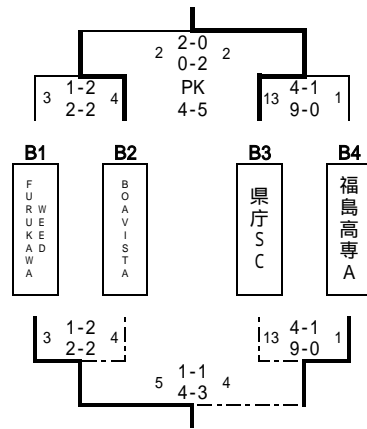 2 2-0 2
0-2
PK
4-5
3 1-2 4
2-2
13 4-1 1
9-0
B1 B2 B3 B4
FURUKAWA WEED
BOAVISTA
県庁SC
福島高専A
3 1-2 4
2-2
13 4-1 1
9-0
5 1-1 4
4-3